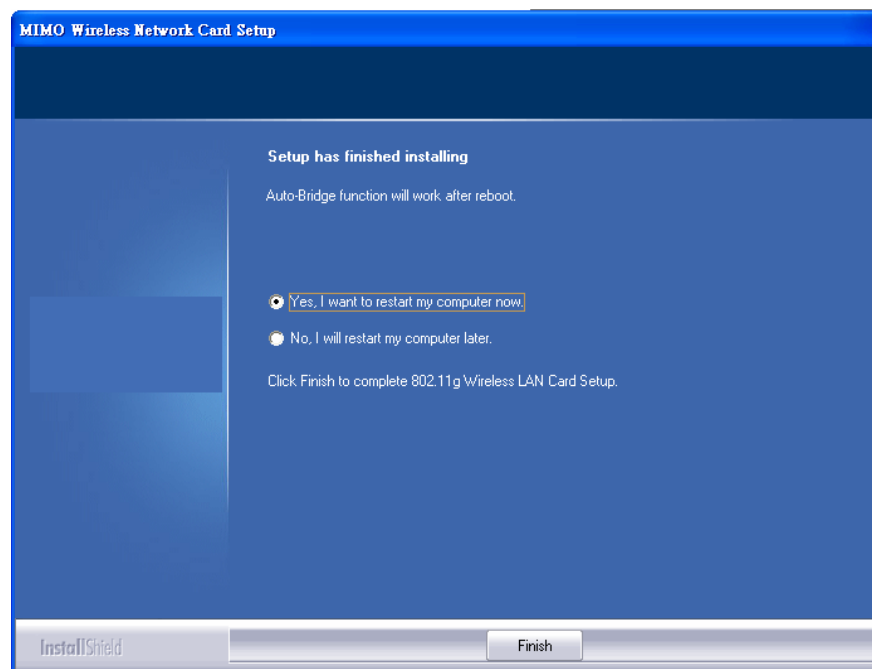 MIMO Wireless Network Card Setup
Setup has finished installing
Auto-Bridge function will work after reboot.
Yes, I want to restart my computer now.
No, I will restart my computer later.
Click Finish to complete 802.11g Wireless LAN Card Setup.
InstallShield
Finish